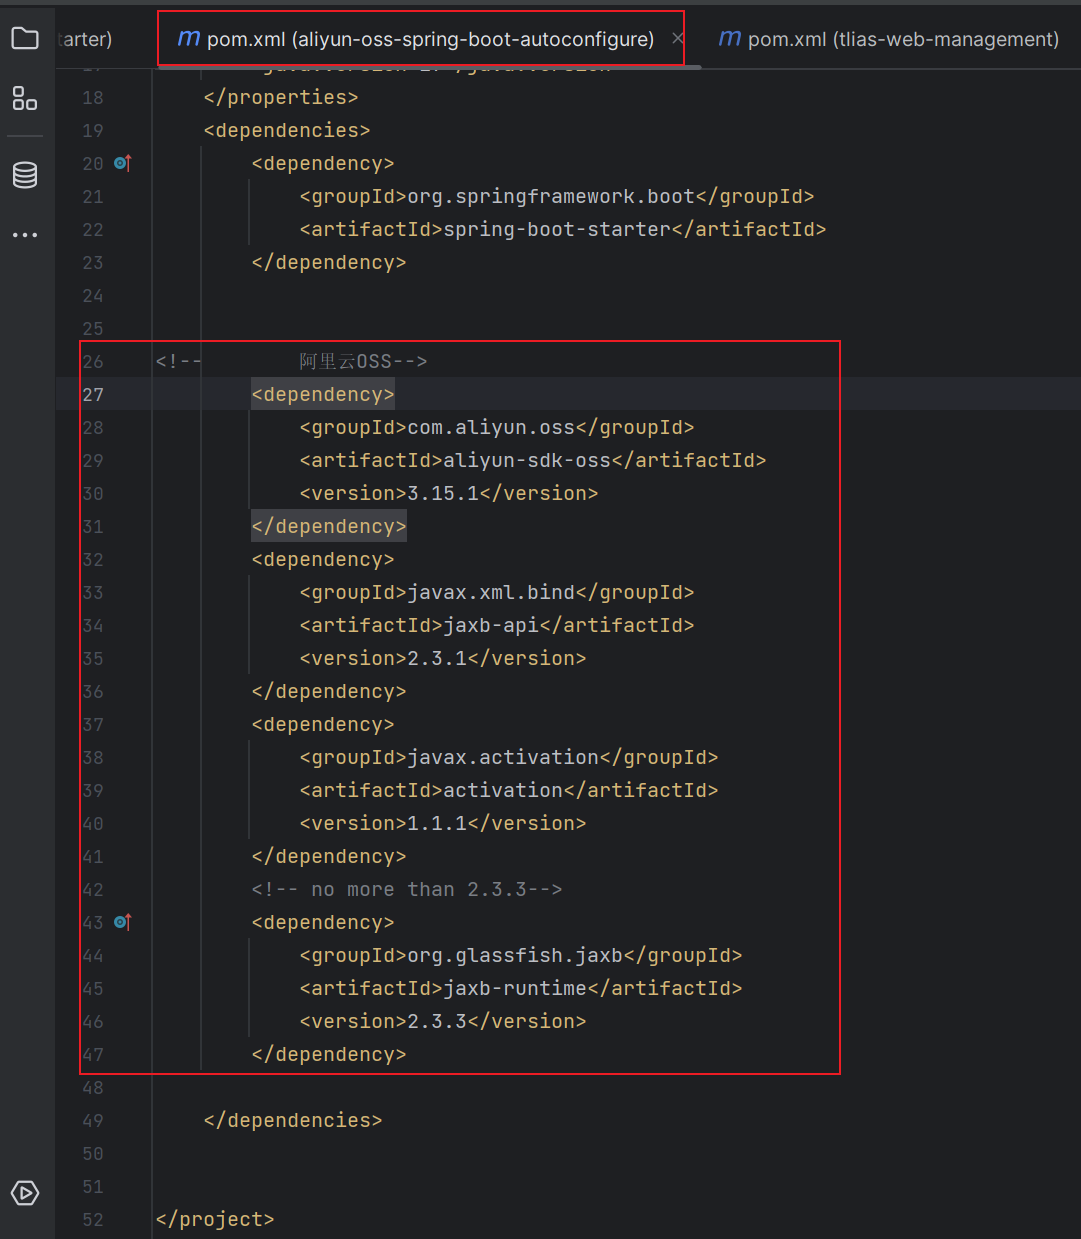 arter)
m pom.xml (aliyun-oss-spring-boot-autoconfigure) ×
m pom.xml (tlias-web-management)
18 </properties>
19 <dependencies>
20 <dependency>
21 <groupId>org.springframework.boot</groupId>
22 <artifactId>spring-boot-starter</artifactId>
23 </dependency>
24
25
26 <!-- 阿里云OSS-->
27 <dependency>
28 <groupId>com.aliyun.oss</groupId>
29 <artifactId>aliyun-sdk-oss</artifactId>
30 <version>3.15.1</version>
31 </dependency>
32 <dependency>
33 <groupId>javax.xml.bind</groupId>
34 <artifactId>jaxb-api</artifactId>
35 <version>2.3.1</version>
36 </dependency>
37 <dependency>
38 <groupId>javax.activation</groupId>
39 <artifactId>activation</artifactId>
40 <version>1.1.1</version>
41 </dependency>
42 <!-- no more than 2.3.3-->
43 <dependency>
44 <groupId>org.glassfish.jaxb</groupId>
45 <artifactId>jaxb-runtime</artifactId>
46 <version>2.3.3</version>
47 </dependency>
48
49 </dependencies>
50
51
52 </project>